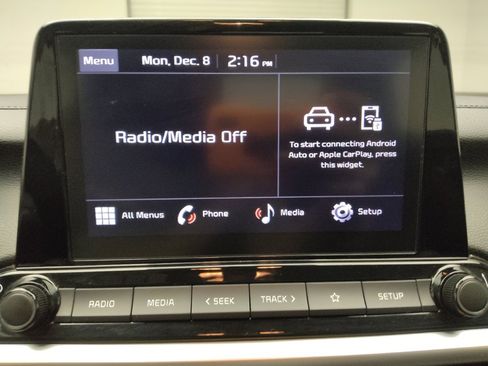 Menu Mon, Dec. 8 2:16 PM
Radio/Media Off
To start connecting Android
Auto or Apple CarPlay, press
this widget.
All Menus Phone Media Setup
RADIO MEDIA < SEEK TRACK > ☆ SETUP